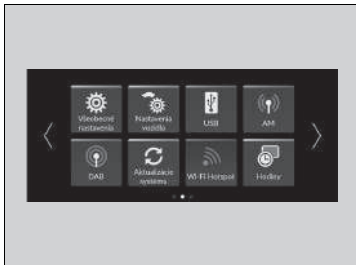 Všeobecné
nastavenia
Nastavenia
vozidla
USB
AM
DAB
Aktualizácie
systému
Wi-Fi Hotspot
Hodiny